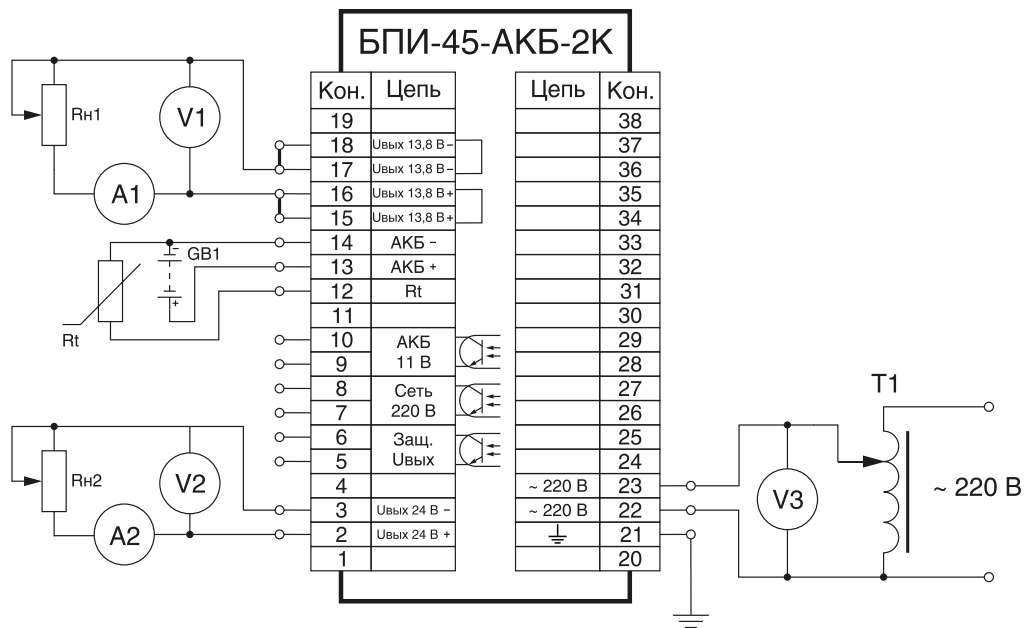 БПИ-45-АКБ-2К
Кон. Цепь
Цепь Кон.
19
38
18 Uвых 13,8 В –
37
17 Uвых 13,8 В –
36
16 Uвых 13,8 В +
35
15 Uвых 13,8 В +
34
14 АКБ –
33
13 АКБ +
32
12 Rt
31
11
30
10
АКБ
11 В
29
9
28
8
Сеть
220 В
27
7
26
6
Защ.
Uвых
25
5
24
4
~ 220 В 23
3 Uвых 24 В –
~ 220 В 22
2 Uвых 24 В +
21
1
20
Rн1
V1
A1
–
GB1
+
Rt
Rн2
V2
A2
T1
V3
~ 220 В